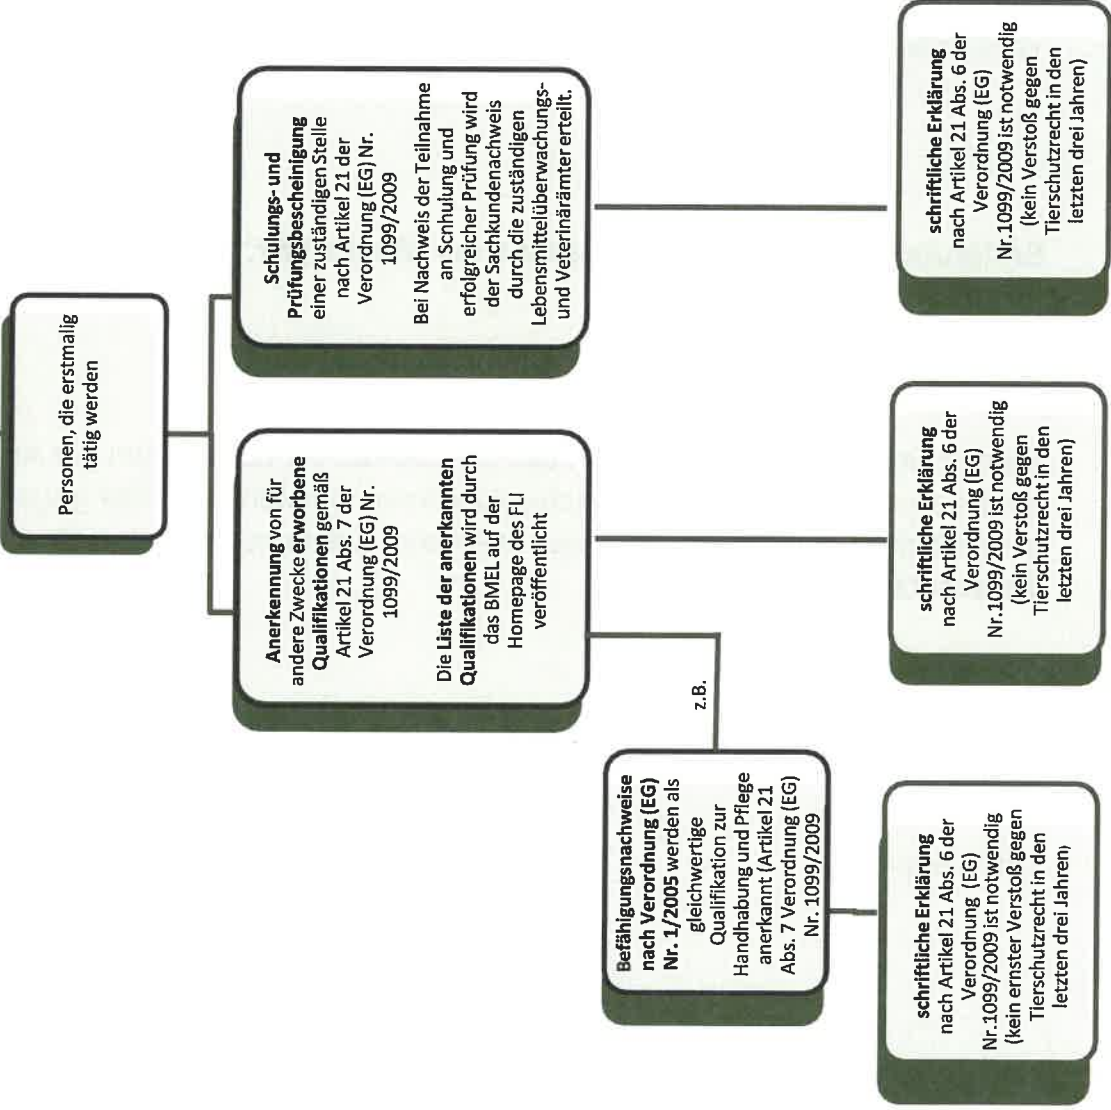 Personen, die erstmalig
tätig werden
Anerkennung von für
andere Zwecke erworbene
Qualifikationen gemäß
Artikel 21 Abs. 7 der
Verordnung (EG) Nr.
1099/2009
Die Liste der anerkannten
Qualifikationen wird durch
das BMEL auf der
Homepage des FLI
veröffentlicht
Schulungs- und
Prüfungsbescheinigung
einer zuständigen Stelle
nach Artikel 21 der
Verordnung (EG) Nr.
1099/2009
Bei Nachweis der Teilnahme
an Scnhulung und
erfolgreicher Prüfung wird
der Sachkundenachweis
durch die zuständigen
Lebensmittelüberwachungs-
und Veterinärämter erteilt.
z.B.
Befähigungsnachweise
nach Verordnung (EG)
Nr. 1/2005 werden als
gleichwertige
Qualifikation zur
Handhabung und Pflege
anerkannt (Artikel 21
Abs. 7 Verordnung (EG)
Nr. 1099/2009
schriftliche Erklärung
nach Artikel 21 Abs. 6 der
Verordnung (EG)
Nr.1099/2009 ist notwendig
(kein ernster Verstoß gegen
Tierschutzrecht in den
letzten drei Jahren)
schriftliche Erklärung
nach Artikel 21 Abs. 6 der
Verordnung (EG)
Nr.1099/2009 ist notwendig
(kein Verstoß gegen
Tierschutzrecht in den
letzten drei Jahren)
schriftliche Erklärung
nach Artikel 21 Abs. 6 der
Verordnung (EG)
Nr.1099/2009 ist notwendig
(kein Verstoß gegen
Tierschutzrecht in den
letzten drei Jahren)